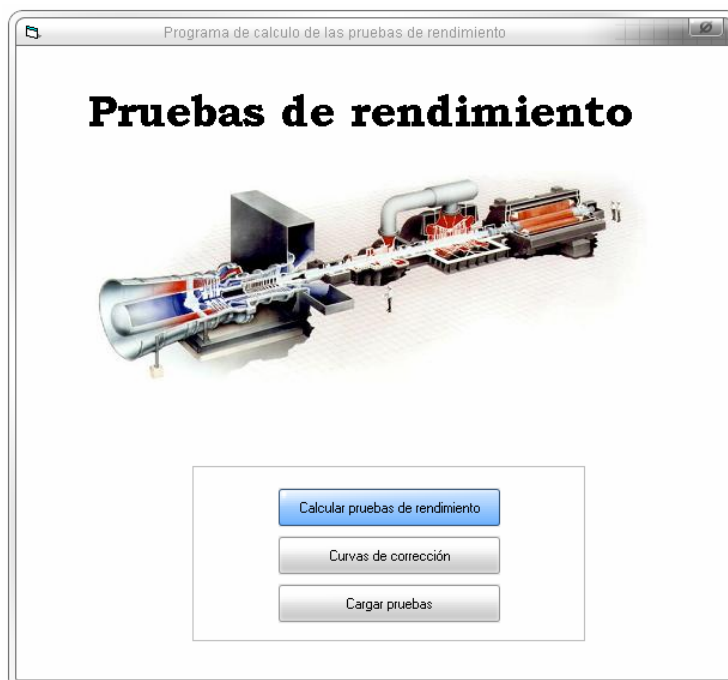 Programa de calculo de las pruebas de rendimiento
Pruebas de rendimiento
Calcular pruebas de rendimiento
Curvas de corrección
Cargar pruebas